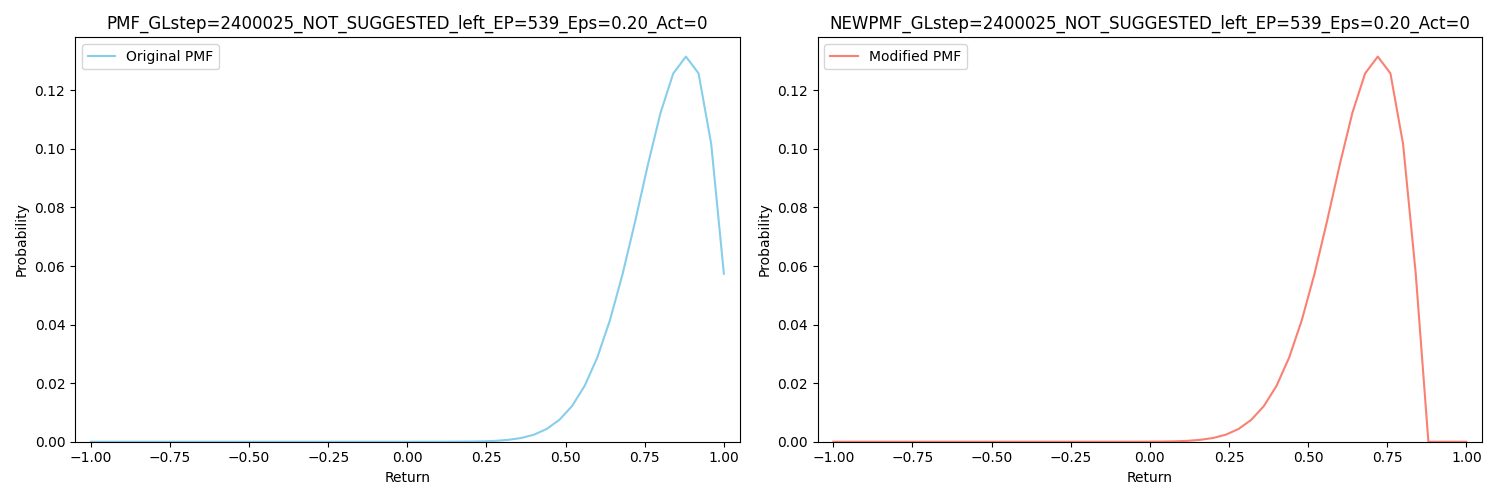 PMF_GLstep=2400025_NOT_SUGGESTED_left_EP=539_Eps=0.20_Act=0
Original PMF
Probability
0.12
0.10
0.08
0.06
0.04
0.02
0.00
−1.00 −0.75 −0.50 −0.25 0.00 0.25 0.50 0.75 1.00
Return
NEWPMF_GLstep=2400025_NOT_SUGGESTED_left_EP=539_Eps=0.20_Act=0
Modified PMF
Probability
0.12
0.10
0.08
0.06
0.04
0.02
0.00
−1.00 −0.75 −0.50 −0.25 0.00 0.25 0.50 0.75 1.00
Return